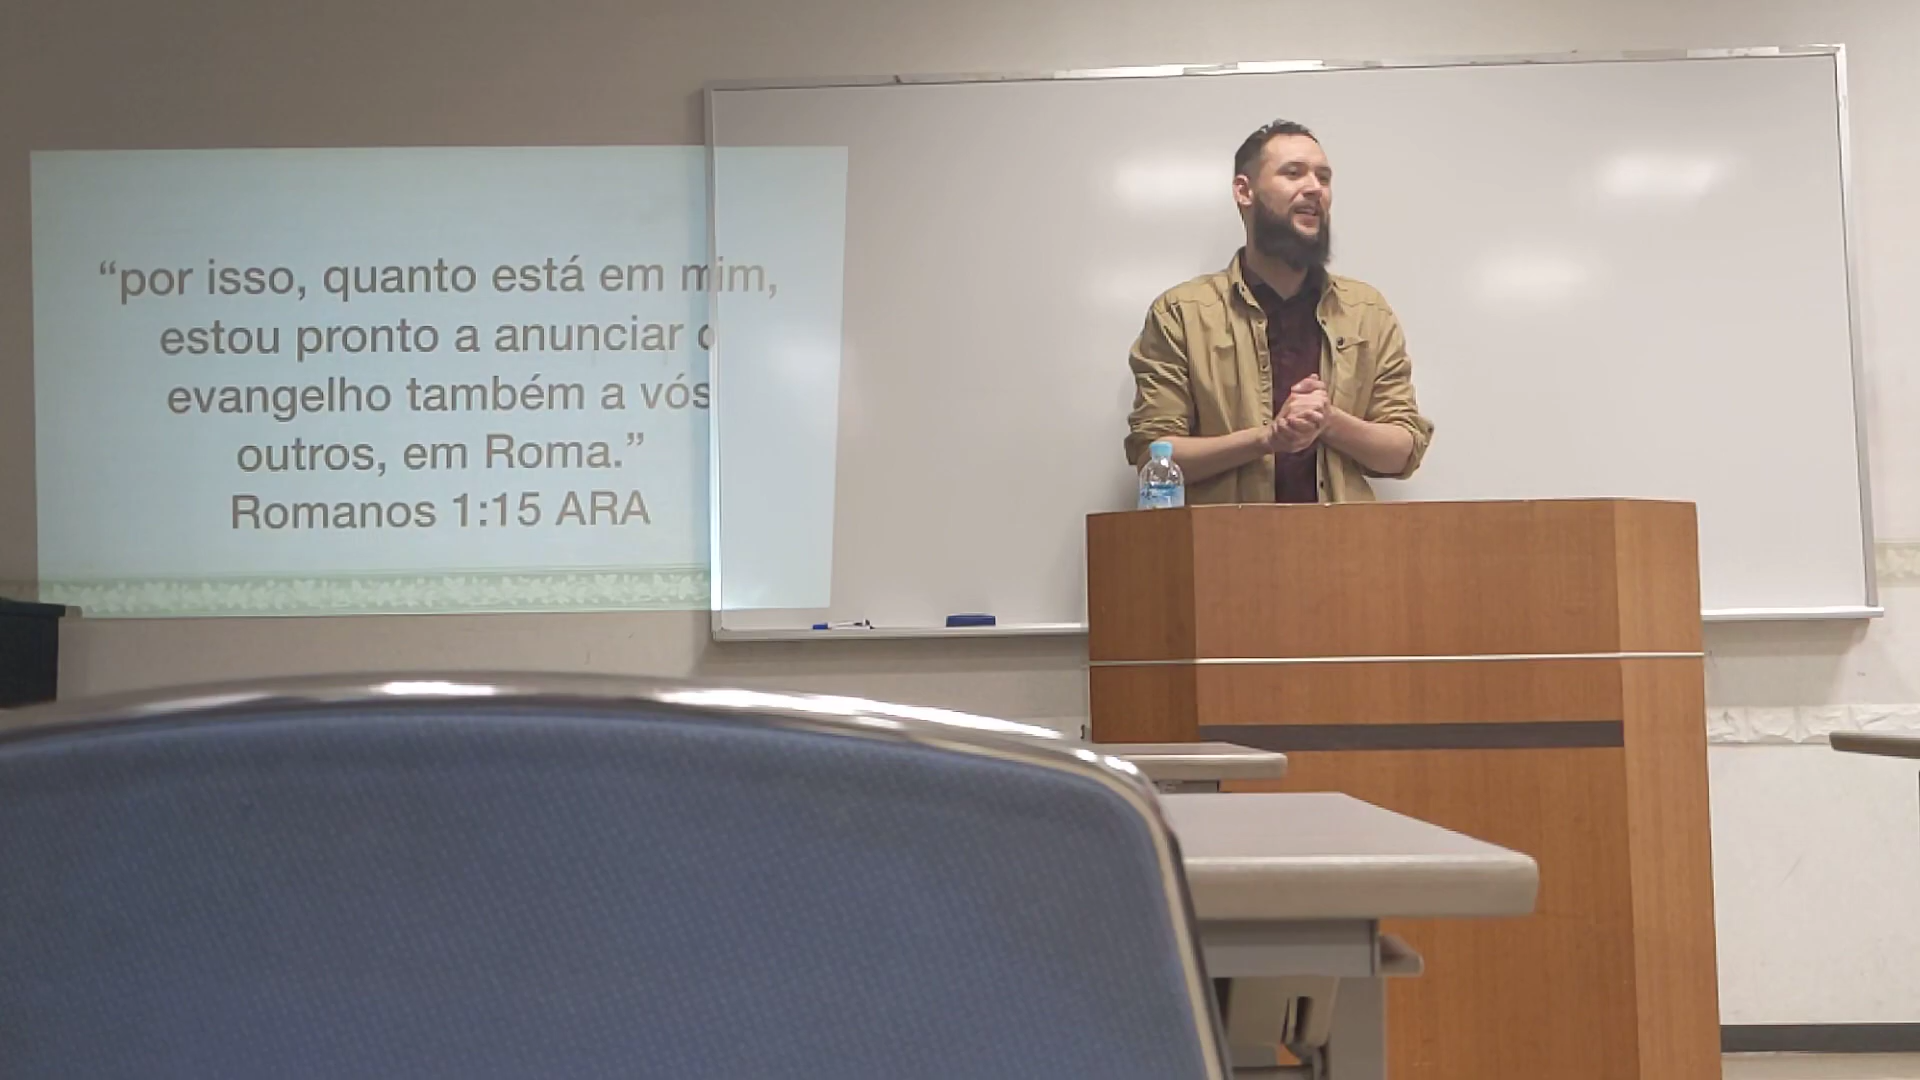 “por isso, quanto está em mim,
estou pronto a anunciar o
evangelho também a vós
outros, em Roma.”
Romanos 1:15 ARA